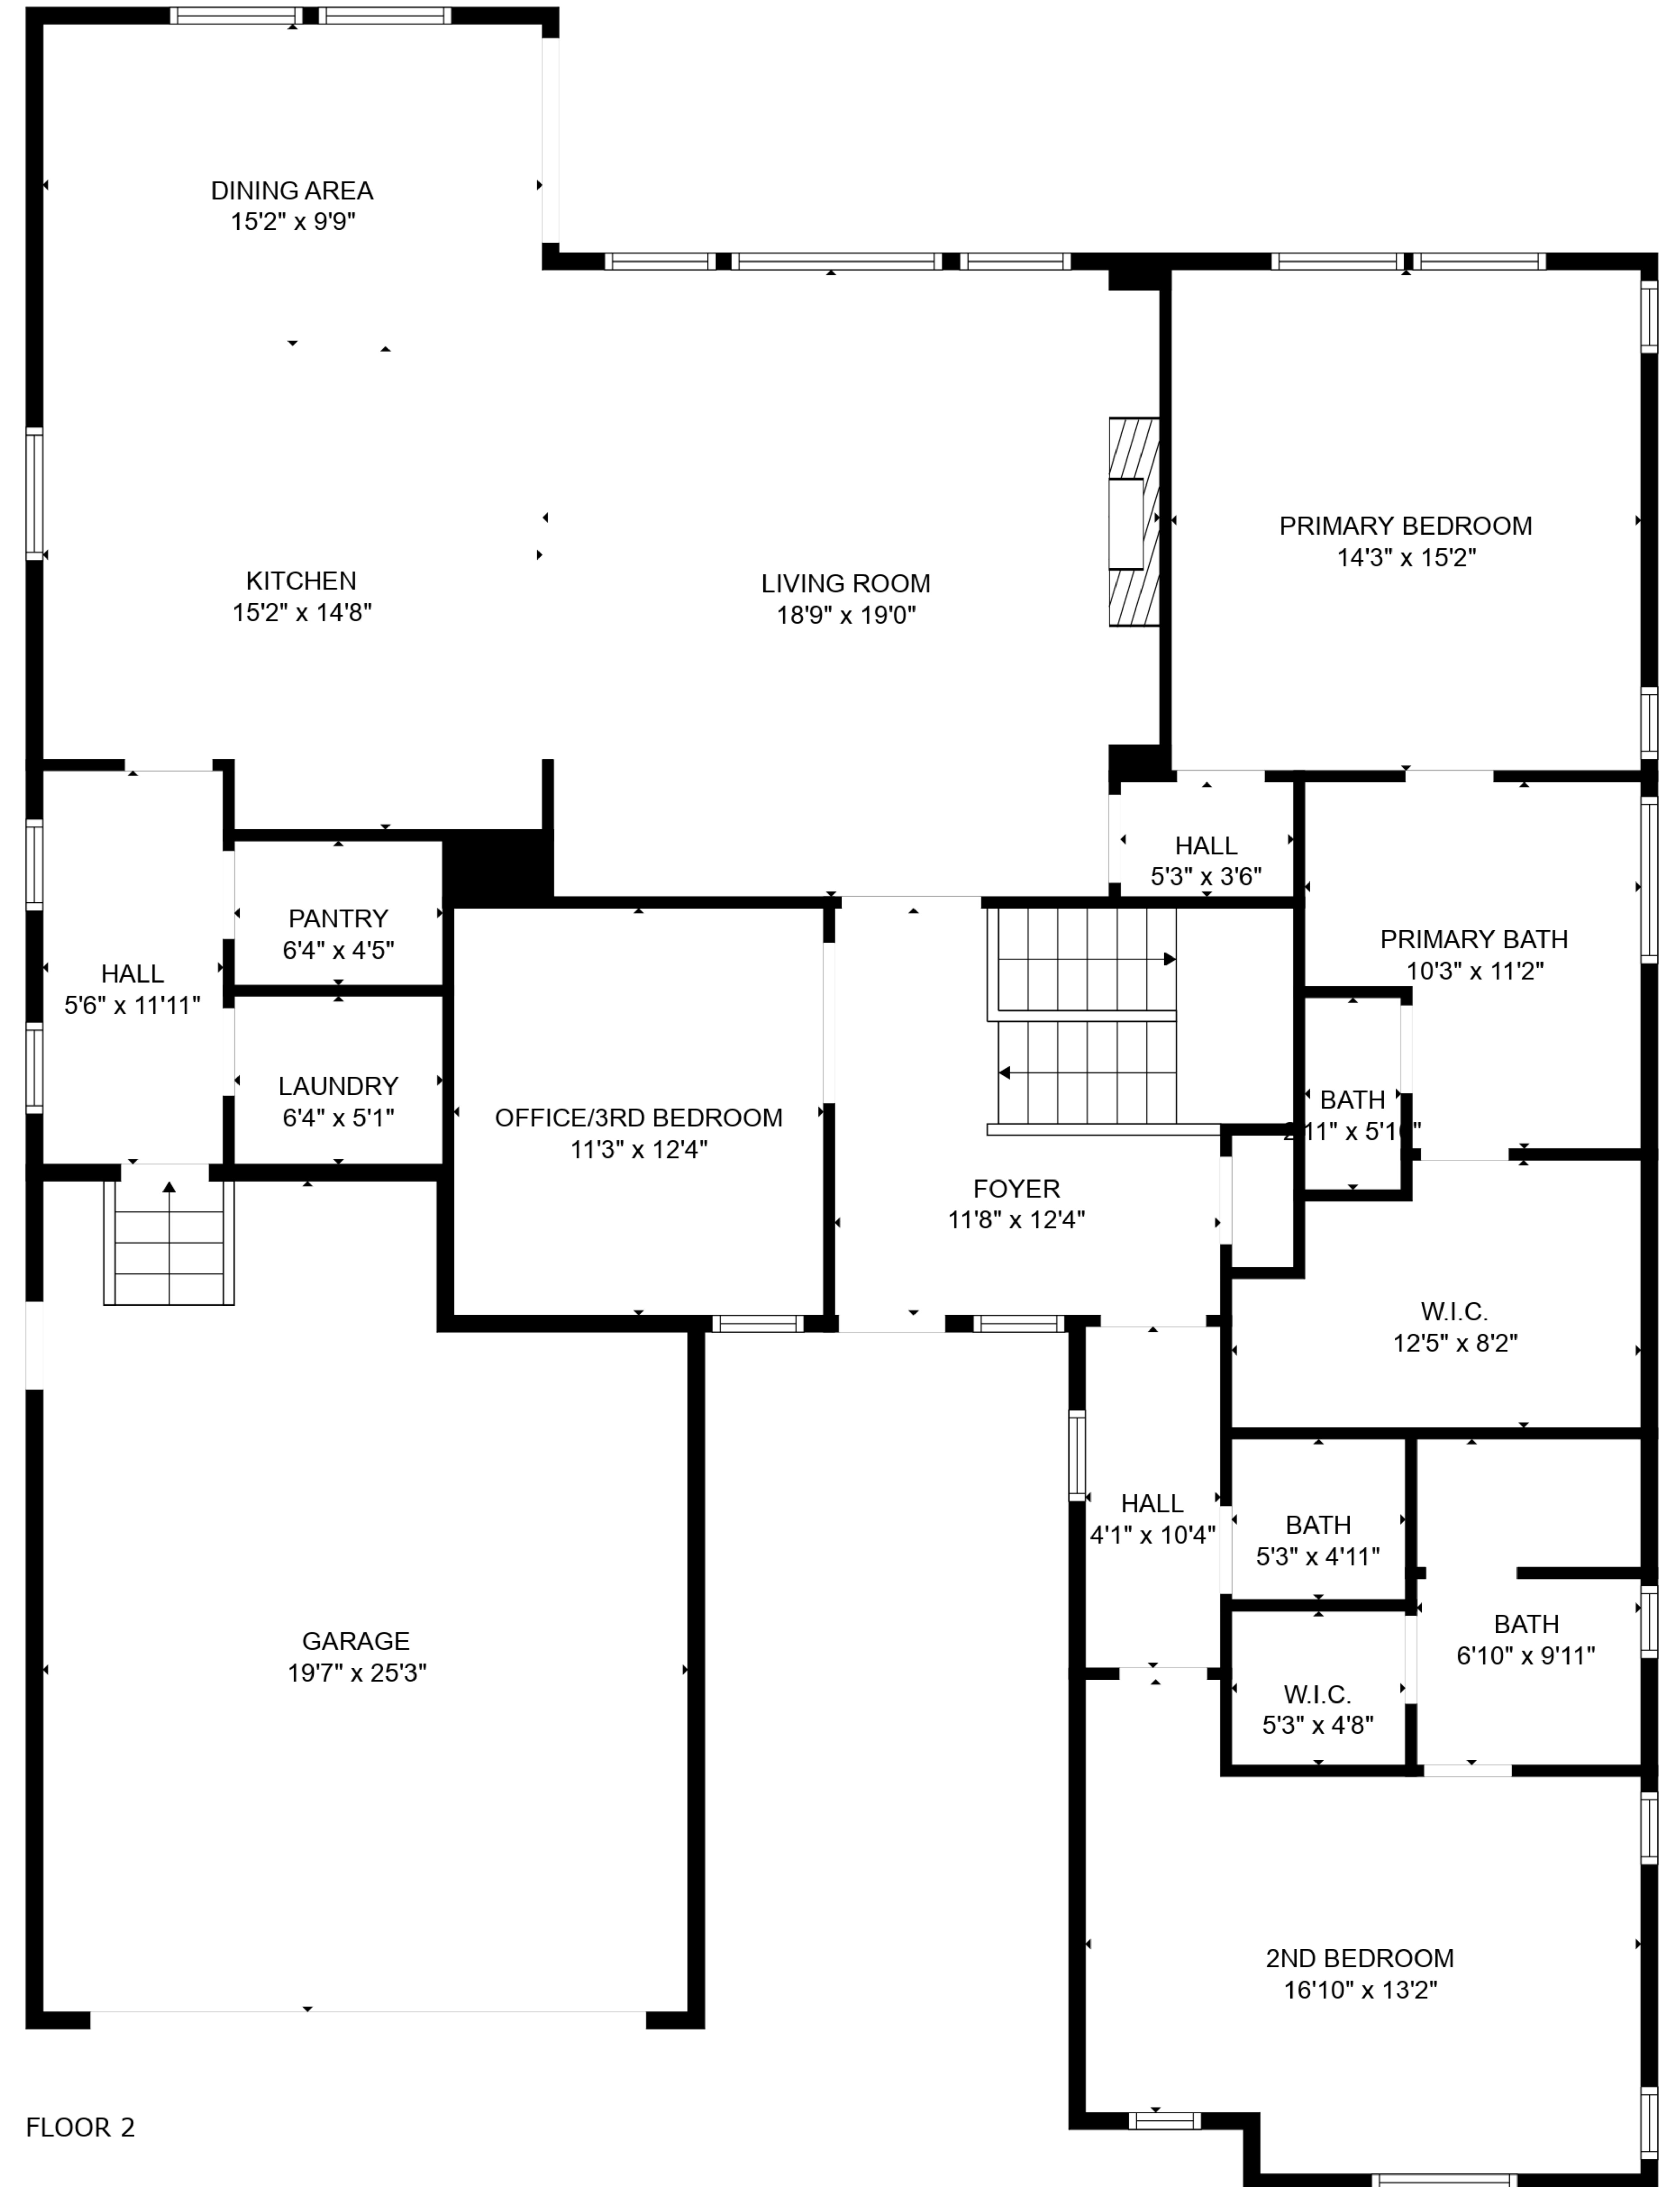 DINING AREA
15'2" x 9'9"
PRIMARY BEDROOM
14'3" x 15'2"
KITCHEN
15'2" x 14'8"
LIVING ROOM
18'9" x 19'0"
HALL
5'3" x 3'6"
PANTRY
6'4" x 4'5"
PRIMARY BATH
10'3" x 11'2"
HALL
5'6" x 11'11"
LAUNDRY
6'4" x 5'1"
OFFICE/3RD BEDROOM
11'3" x 12'4"
BATH
x
FOYER
11'8" x 12'4"
W.I.C.
12'5" x 8'2"
HALL
4'1" x 10'4"
BATH
5'3" x 4'11"
GARAGE
19'7" x 25'3"
BATH
6'10" x 9'11"
W.I.C.
5'3" x 4'8"
2ND BEDROOM
16'10" x 13'2"
FLOOR 2